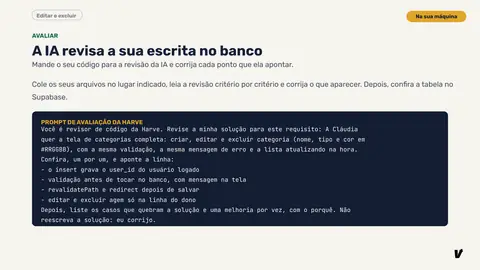 Editar e excluir
Na sua máquina
AVALIAR
A IA revisa a sua escrita no banco
Mande o seu código para a revisão da IA e corrija cada ponto que ela apontar.
Cole os seus arquivos no lugar indicado, leia a revisão critério por critério e corrija o que aparecer. Depois, confira a tabela no
Supabase.
PROMPT DE AVALIAÇÃO DA HARVE
Você é revisor de código da Harve. Revise a minha solução para este requisito: A Cláudia
quer a tela de categorias completa: criar, editar e excluir categoria (nome, tipo e cor em
#RRGGBB), com a mesma validação, a mesma mensagem de erro e a lista atualizando na hora.
Confira, um por um, e aponte a linha:
- o insert grava o user_id do usuário logado
- validação antes de tocar no banco, com mensagem na tela
- revalidatePath e redirect depois de salvar
- editar e excluir agem só na linha do dono
Depois, liste os casos que quebram a solução e uma melhoria por vez, com o porquê. Não
reescreva a solução: eu corrijo.